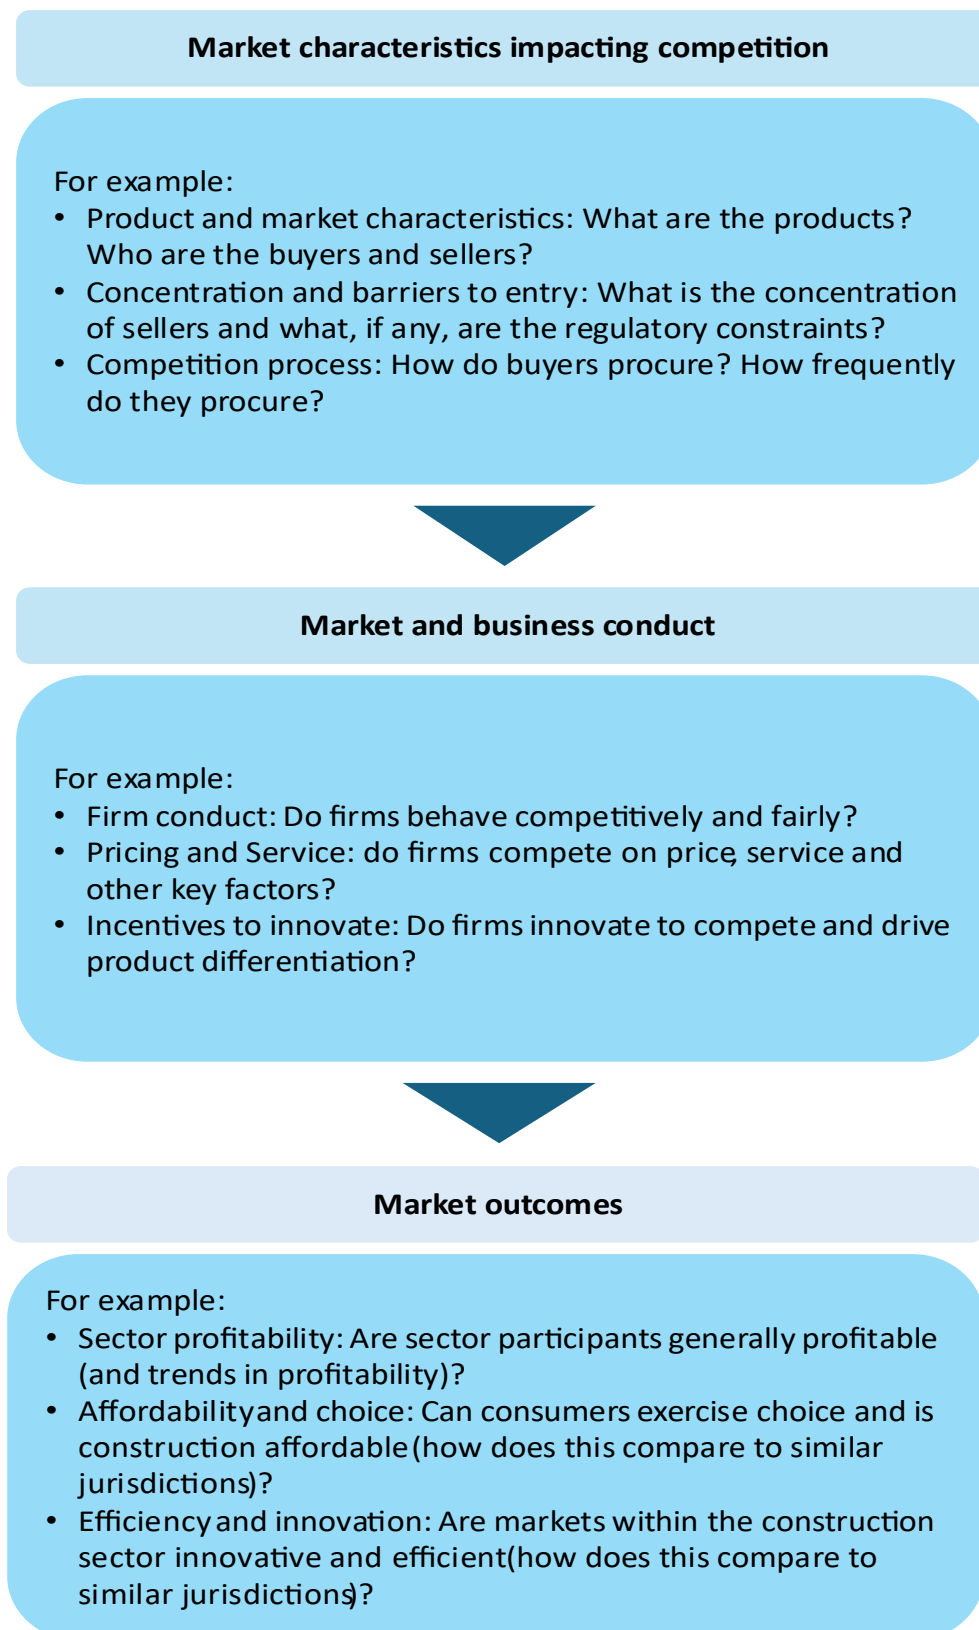 Market characteristics impacting competition
For example:
• Product and market characteristics: What are the products?
Who are the buyers and sellers?
• Concentration and barriers to entry: What is the concentration
of sellers and what, if any, are the regulatory constraints?
• Competition process: How do buyers procure? How frequently
do they procure?
Market and business conduct
For example:
• Firm conduct: Do firms behave competitively and fairly?
• Pricing and Service: do firms compete on price, service and
other key factors?
• Incentives to innovate: Do firms innovate to compete and drive
product differentiation?
Market outcomes
For example:
• Sector profitability: Are sector participants generally profitable
(and trends in profitability)?
• Affordability and choice: Can consumers exercise choice and is
construction affordable (how does this compare to similar
jurisdictions)?
• Efficiency and innovation: Are markets within the construction
sector innovative and efficient (how does this compare to
similar jurisdictions)?